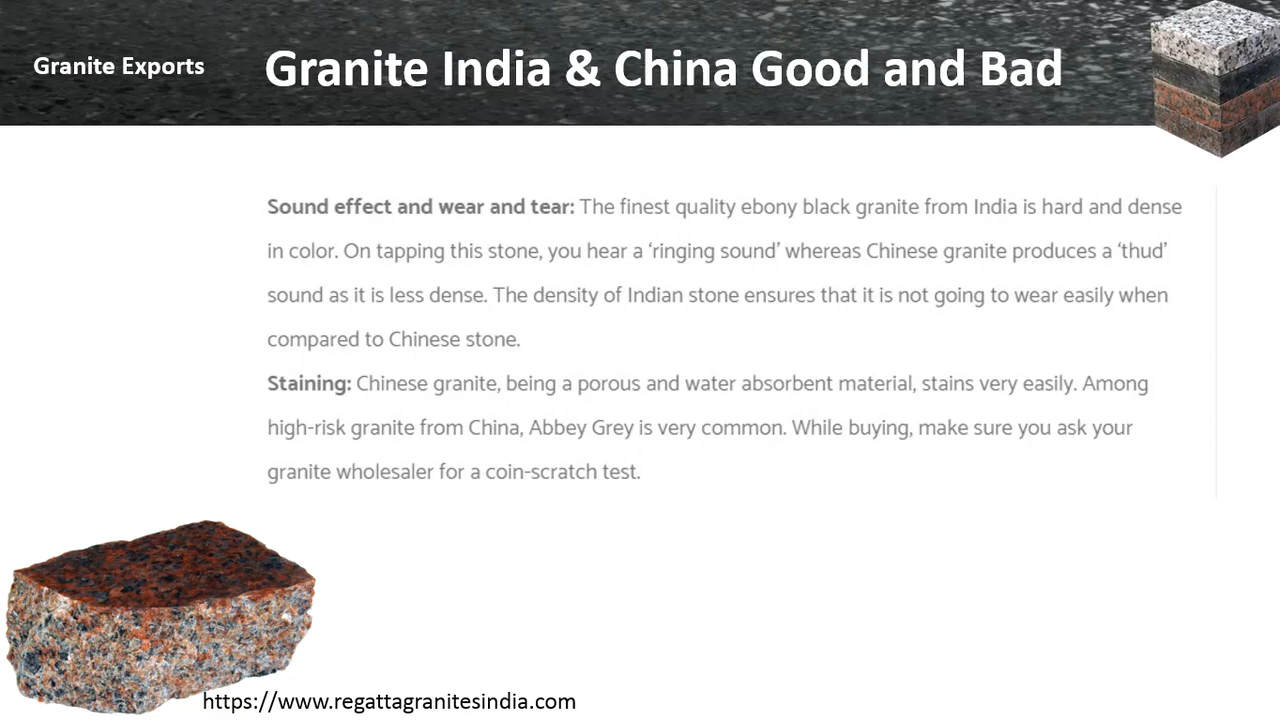 Granite Exports
Granite India & China Good and Bad
Sound effect and wear and tear: The finest quality ebony black granite from India is hard and dense
in color. On tapping this stone, you hear a ‘ringing sound’ whereas Chinese granite produces a ‘thud’
sound as it is less dense. The density of Indian stone ensures that it is not going to wear easily when
compared to Chinese stone.
Staining: Chinese granite, being a porous and water absorbent material, stains very easily. Among
high-risk granite from China, Abbey Grey is very common. While buying, make sure you ask your
granite wholesaler for a coin-scratch test.
https://www.regattagranitesindia.com